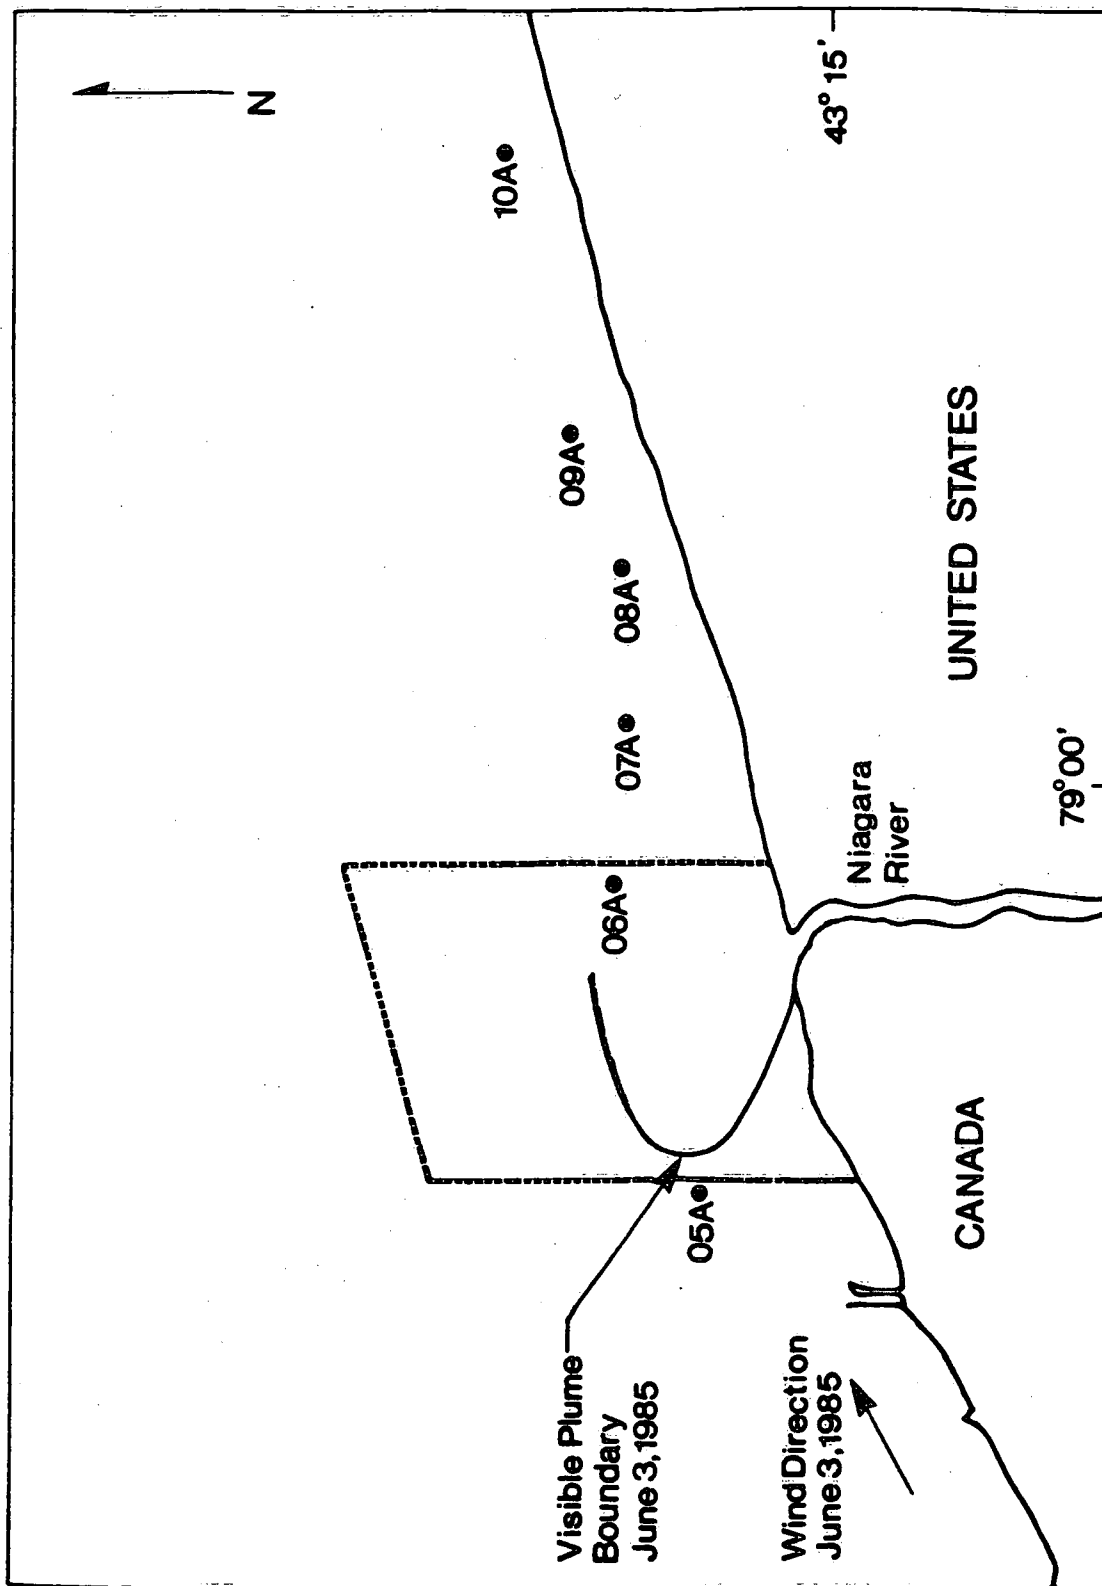 N
10A
09A
08A
07A
06A
05A
43° 15'
79°00'
UNITED STATES
Niagara
River
CANADA
Visible Plume
Boundary
June 3,1985
Wind Direction
June 3,1985